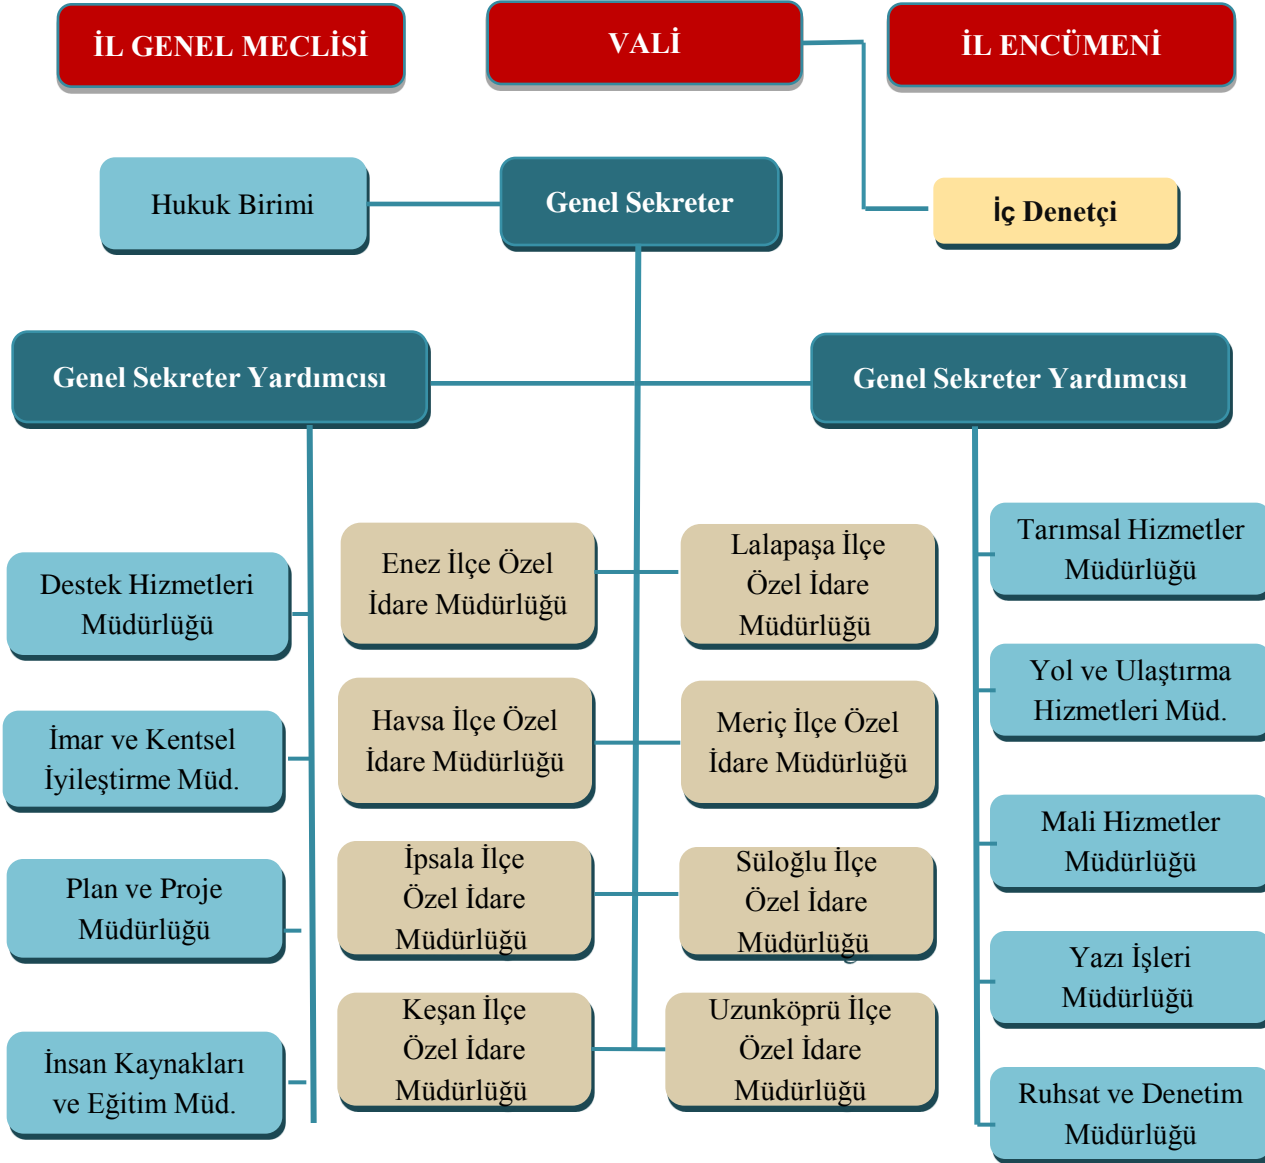 İL GENEL MECLİSİ
VALİ
İL ENCÜMENİ
Hukuk Birimi
Genel Sekreter
İç Denetçi
Genel Sekreter Yardımcısı
Genel Sekreter Yardımcısı
Destek Hizmetleri
Müdürlüğü
İmar ve Kentsel
İyileştirme Müd.
Plan ve Proje
Müdürlüğü
İnsan Kaynakları
ve Eğitim Müd.
Enez İlçe Özel
İdare Müdürlüğü
Havsa İlçe Özel
İdare Müdürlüğü
İpsala İlçe
Özel İdare
Müdürlüğü
Keşan İlçe
Özel İdare
Müdürlüğü
Lalapaşa İlçe
Özel İdare
Müdürlüğü
Meriç İlçe Özel
İdare Müdürlüğü
Süloğlu İlçe
Özel İdare
Müdürlüğü
Uzunköprü İlçe
Özel İdare
Müdürlüğü
Tarımsal Hizmetler
Müdürlüğü
Yol ve Ulaştırma
Hizmetleri Müd.
Mali Hizmetler
Müdürlüğü
Yazı İşleri
Müdürlüğü
Ruhsat ve Denetim
Müdürlüğü